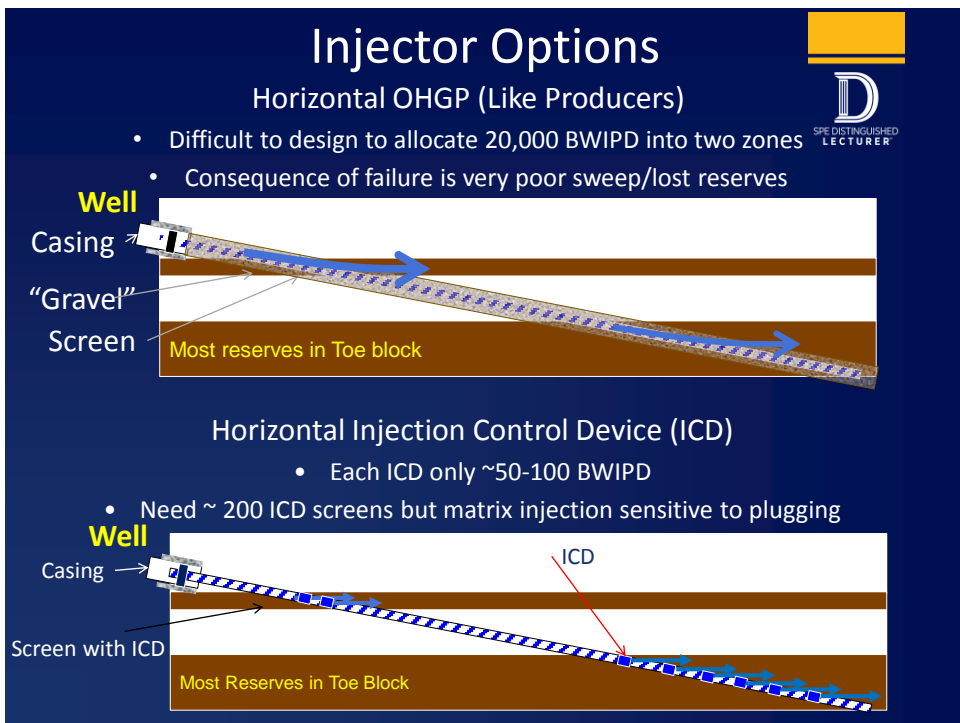 Injector Options
Horizontal OHGP (Like Producers)
SPE DISTINGUISHED
LECTURER
• Difficult to design to allocate 20,000 BWIPD into two zones
• Consequence of failure is very poor sweep/lost reserves
Well
Casing
“Gravel”
Screen
Most reserves in Toe block
Horizontal Injection Control Device (ICD)
• Each ICD only ~50-100 BWIPD
• Need ~ 200 ICD screens but matrix injection sensitive to plugging
Well
ICD
Casing
Screen with ICD
Most Reserves in Toe Block